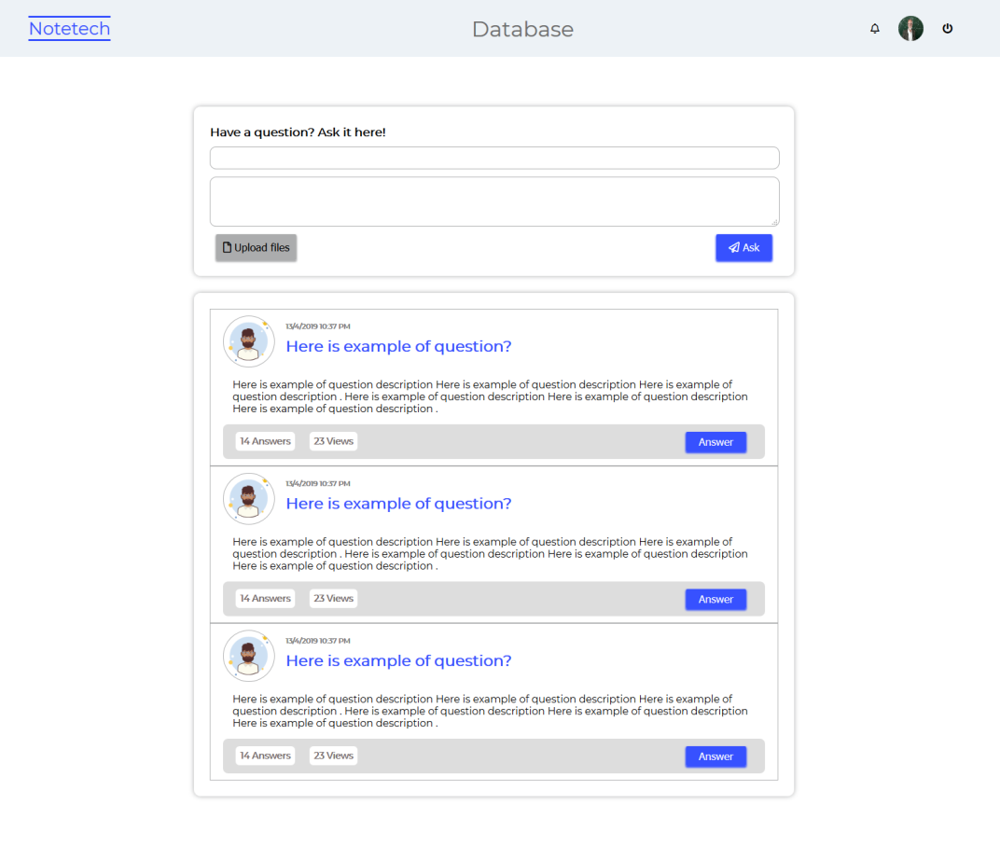 Notetech
Database
Have a question? Ask it here!
Upload files
Ask
13/4/2019 10:37 PM
Here is example of question?
Here is example of question description Here is example of question description Here is example of
question description . Here is example of question description Here is example of question description
Here is example of question description .
14 Answers
23 Views
Answer
13/4/2019 10:37 PM
Here is example of question?
Here is example of question description Here is example of question description Here is example of
question description . Here is example of question description Here is example of question description
Here is example of question description .
14 Answers
23 Views
Answer
13/4/2019 10:37 PM
Here is example of question?
Here is example of question description Here is example of question description Here is example of
question description . Here is example of question description Here is example of question description
Here is example of question description .
14 Answers
23 Views
Answer